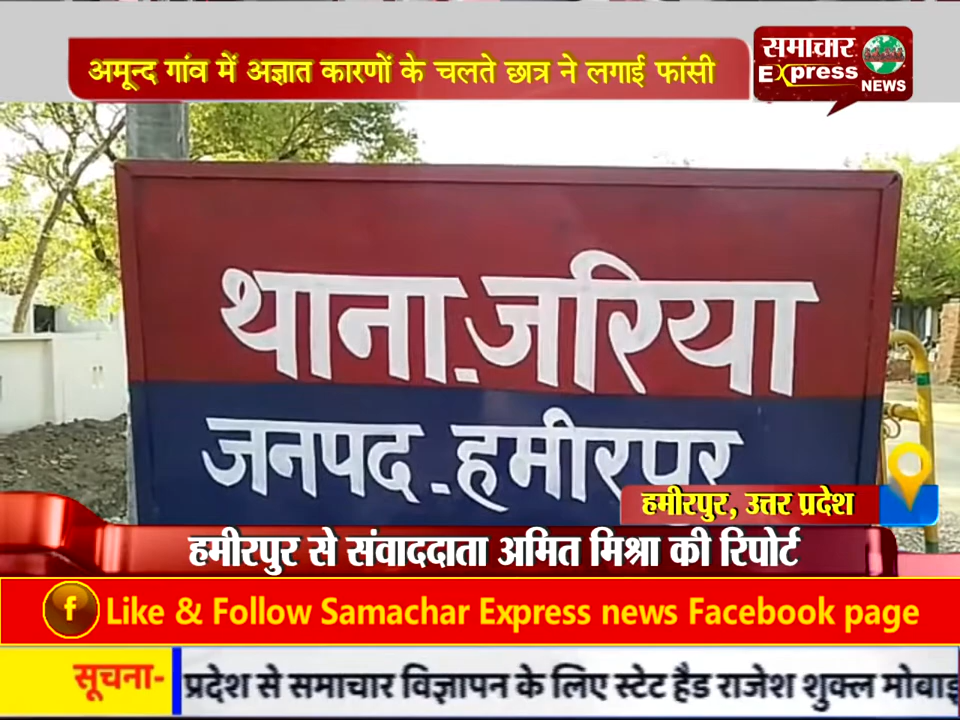 अमून्द गांव में अज्ञात कारणों के चलते छात्र ने लगाई फांसी
समाचार
Express
NEWS
थाना-जरिया
जनपद-हमीरपुर
हमीरपुर, उत्तर प्रदेश
हमीरपुर से संवाददाता अमित मिश्रा की रिपोर्ट
f Like & Follow Samachar Express news Facebook page
सूचना- प्रदेश से समाचार विज्ञापन के लिए स्टेट हैड राजेश शुक्ल मोबाइ